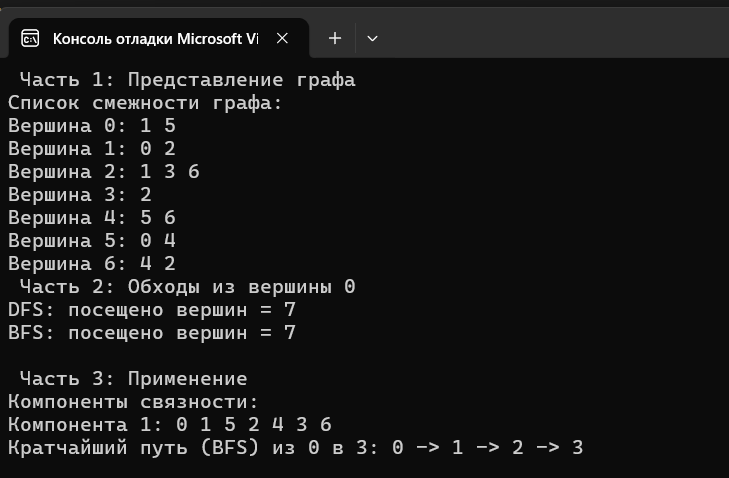 Консоль отладки Microsoft Vi
Часть 1: Представление графа
Список смежности графа:
Вершина 0: 1 5
Вершина 1: 0 2
Вершина 2: 1 3 6
Вершина 3: 2
Вершина 4: 5 6
Вершина 5: 0 4
Вершина 6: 4 2
Часть 2: Обходы из вершины 0
DFS: посещено вершин = 7
BFS: посещено вершин = 7
Часть 3: Применение
Компоненты связности:
Компонента 1: 0 1 5 2 4 3 6
Кратчайший путь (BFS) из 0 в 3: 0 -> 1 -> 2 -> 3